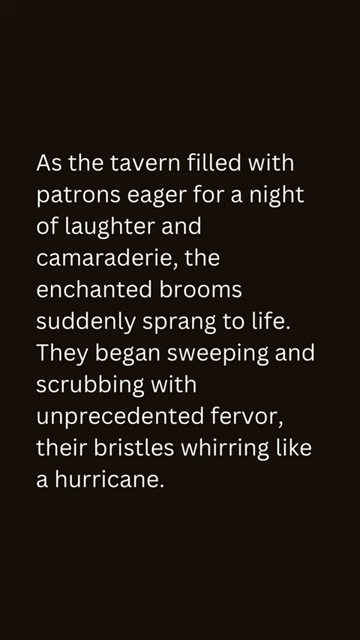 As the tavern filled with
patrons eager for a night
of laughter and
camaraderie, the
enchanted brooms
suddenly sprang to life.
They began sweeping and
scrubbing with
unprecedented fervor,
their bristles whirring like
a hurricane.